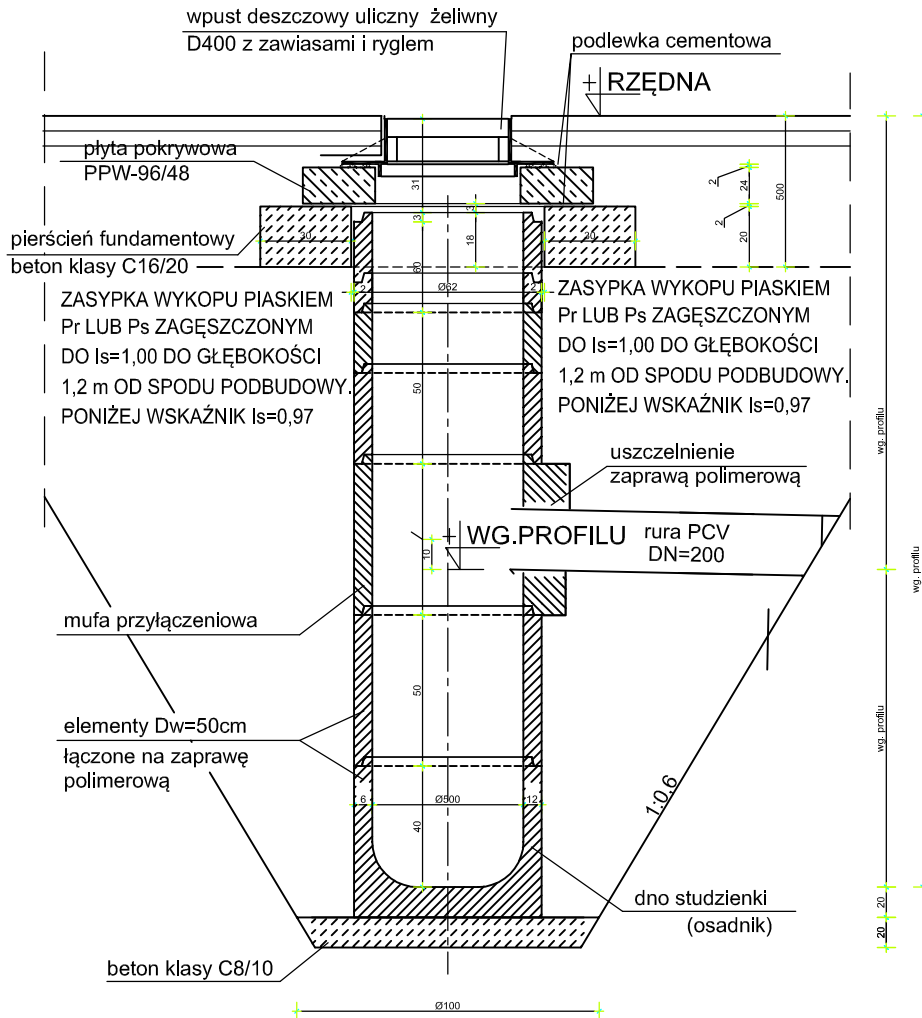 wpust deszczowy uliczny żeliwny
D400 z zawiasami i ryglem
podlewka cementowa
+ RZĘDNA
płyta pokrywowa
PPW-96/48
31
2
24
500
pierścień fundamentowy
beton klasy C16/20
30
3
3
18
30
2
20
60
ZASYPKA WYKOPU PIASKIEM
Pr LUB Ps ZAGĘSZCZONYM
DO Is=1,00 DO GŁĘBOKOŚCI
1,2 m OD SPODU PODBUDOWY.
PONIŻEJ WSKAŹNIK Is=0,97
2
Ø62
2
ZASYPKA WYKOPU PIASKIEM
Pr LUB Ps ZAGĘSZCZONYM
DO Is=1,00 DO GŁĘBOKOŚCI
1,2 m OD SPODU PODBUDOWY.
PONIŻEJ WSKAŹNIK Is=0,97
50
wg. profilu
uszczelnienie
zaprawą polimerową
+ WG.PROFILU
rura PCV
DN=200
10
wg. profilu
mufa przyłączeniowa
50
elementy Dw=50cm
łączone na zaprawę
polimerową
wg. profilu
6
Ø500
12
1:0,6
40
dno studzienki
(osadnik)
20
20
beton klasy C8/10
Ø100